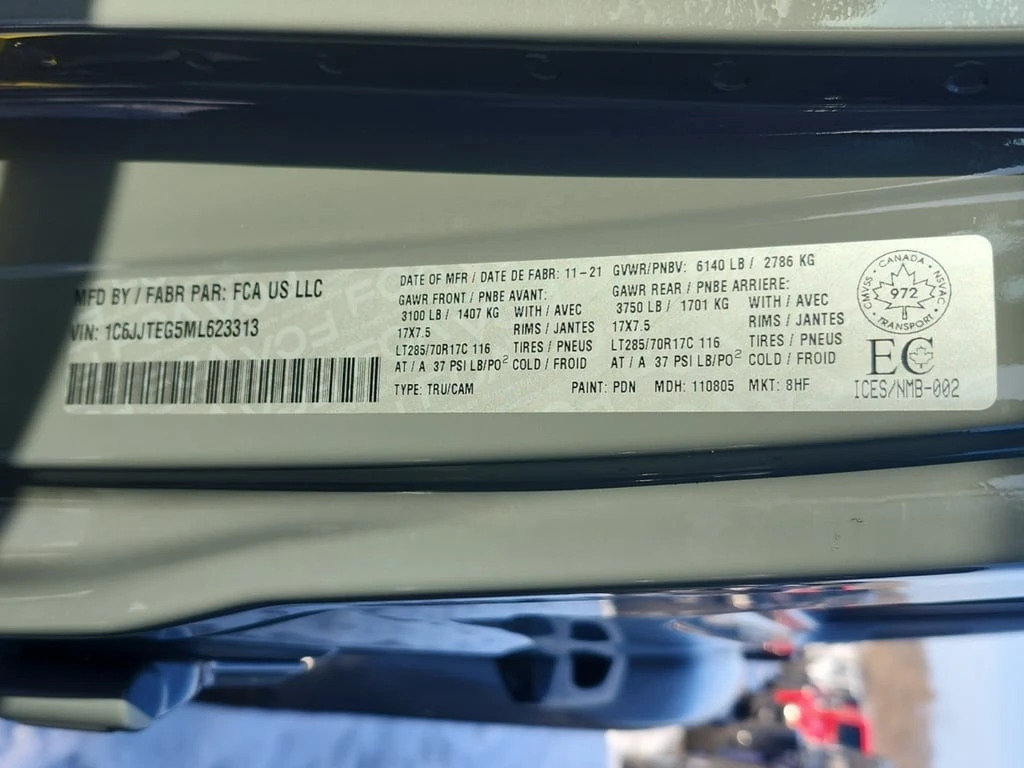 MFD BY / FABR PAR: FCA US LLC
VIN: 1C6JJTEG5ML623313
DATE OF MFR / DATE DE FABR: 11-21
GAWR FRONT / PNBE AVANT:
3100 LB / 1407 KG WITH / AVEC
17X7.5 RIMS / JANTES
LT285/70R17C 116 TIRES / PNEUS
AT / A 37 PSI LB/PO² COLD / FROID
TYPE: TRU/CAM
GVWR/PNBV: 6140 LB / 2786 KG
GAWR REAR / PNBE ARRIERE:
3750 LB / 1701 KG WITH / AVEC
17X7.5 RIMS / JANTES
LT285/70R17C 116 TIRES / PNEUS
AT / A 37 PSI LB/PO² COLD / FROID
PAINT: PDN MDH: 110805 MKT: 8HF
CANADA
CMVSS 972 NSVAC
TRANSPORT
EC
ICES/NMB-002